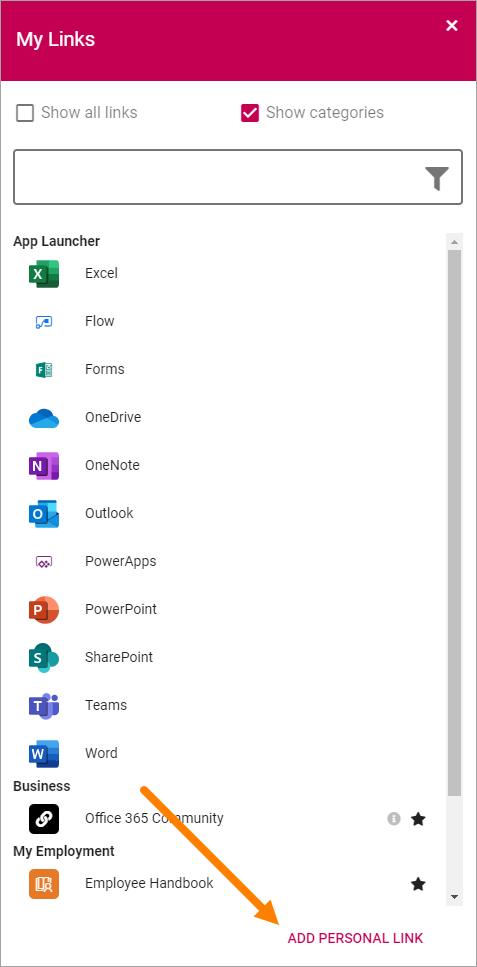 My Links
Show all links
Show categories
App Launcher
Excel
Flow
Forms
OneDrive
OneNote
Outlook
PowerApps
PowerPoint
SharePoint
Teams
Word
Business
Office 365 Community
My Employment
Employee Handbook
ADD PERSONAL LINK